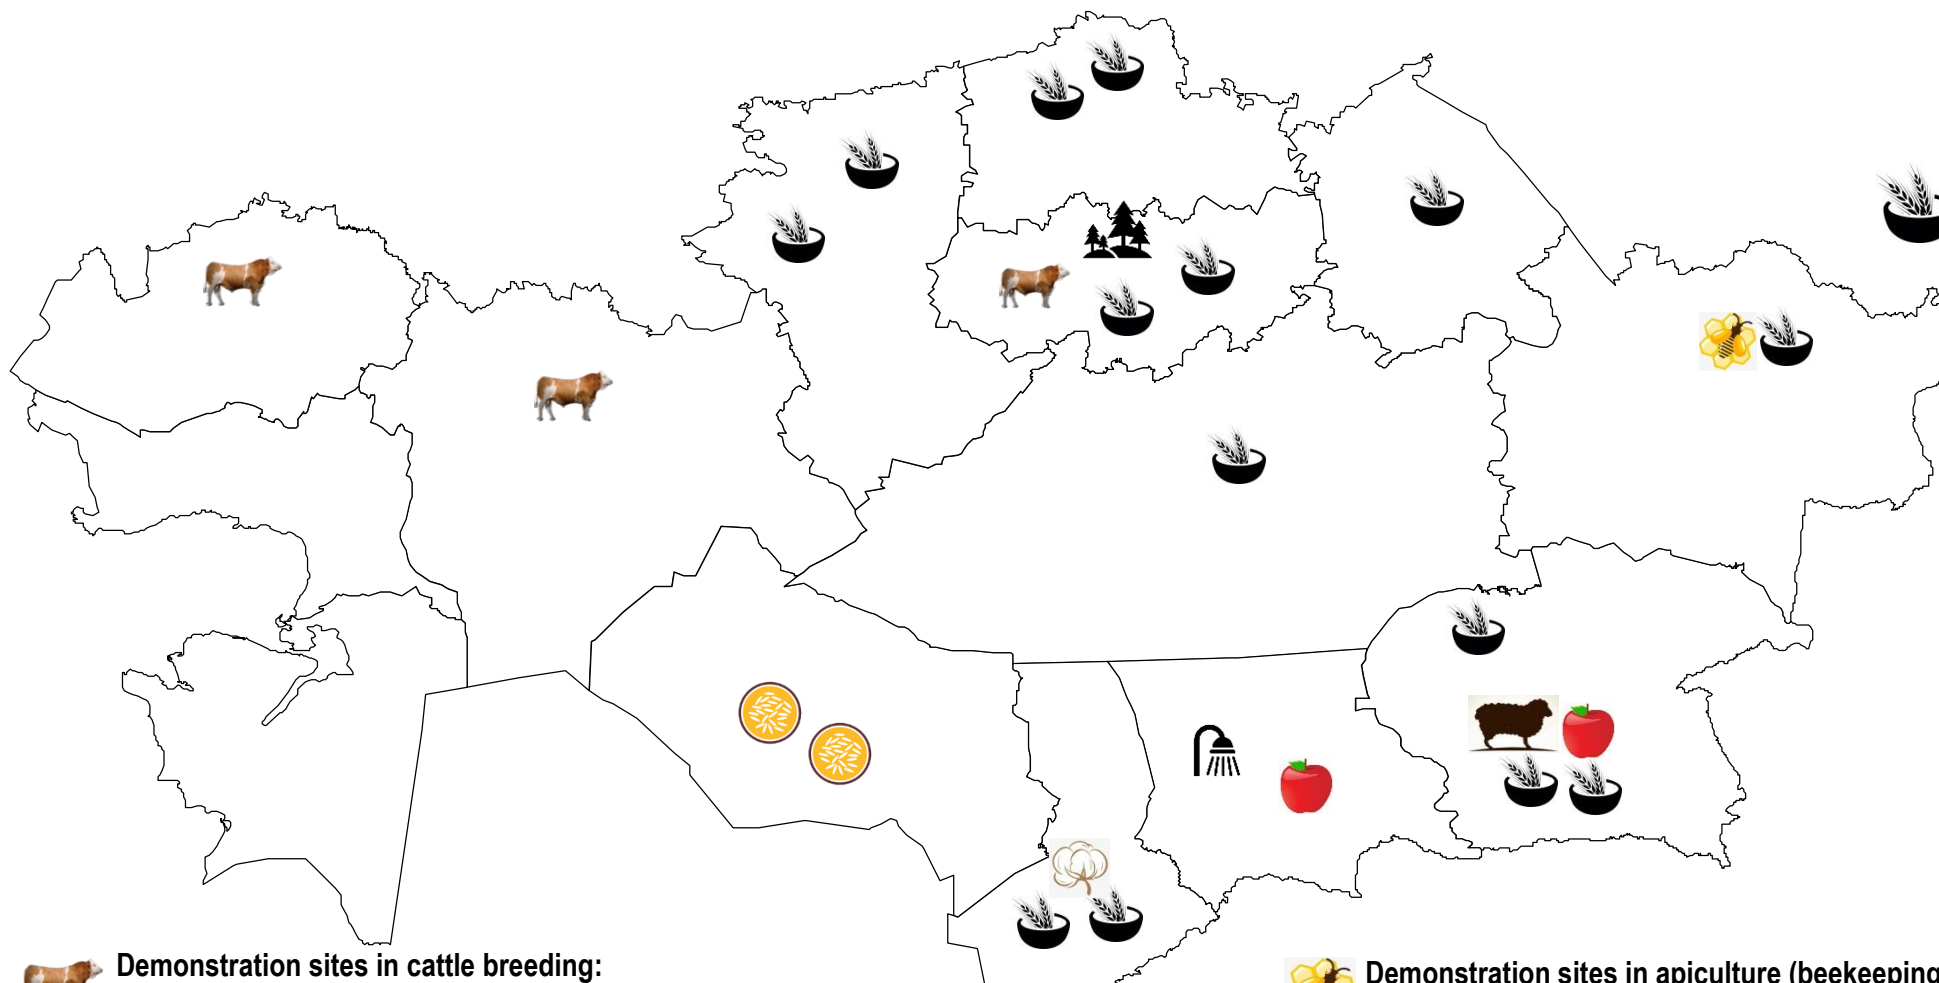 Demonstration sites in cattle breeding:
Demonstration sites in apiculture (beekeeping